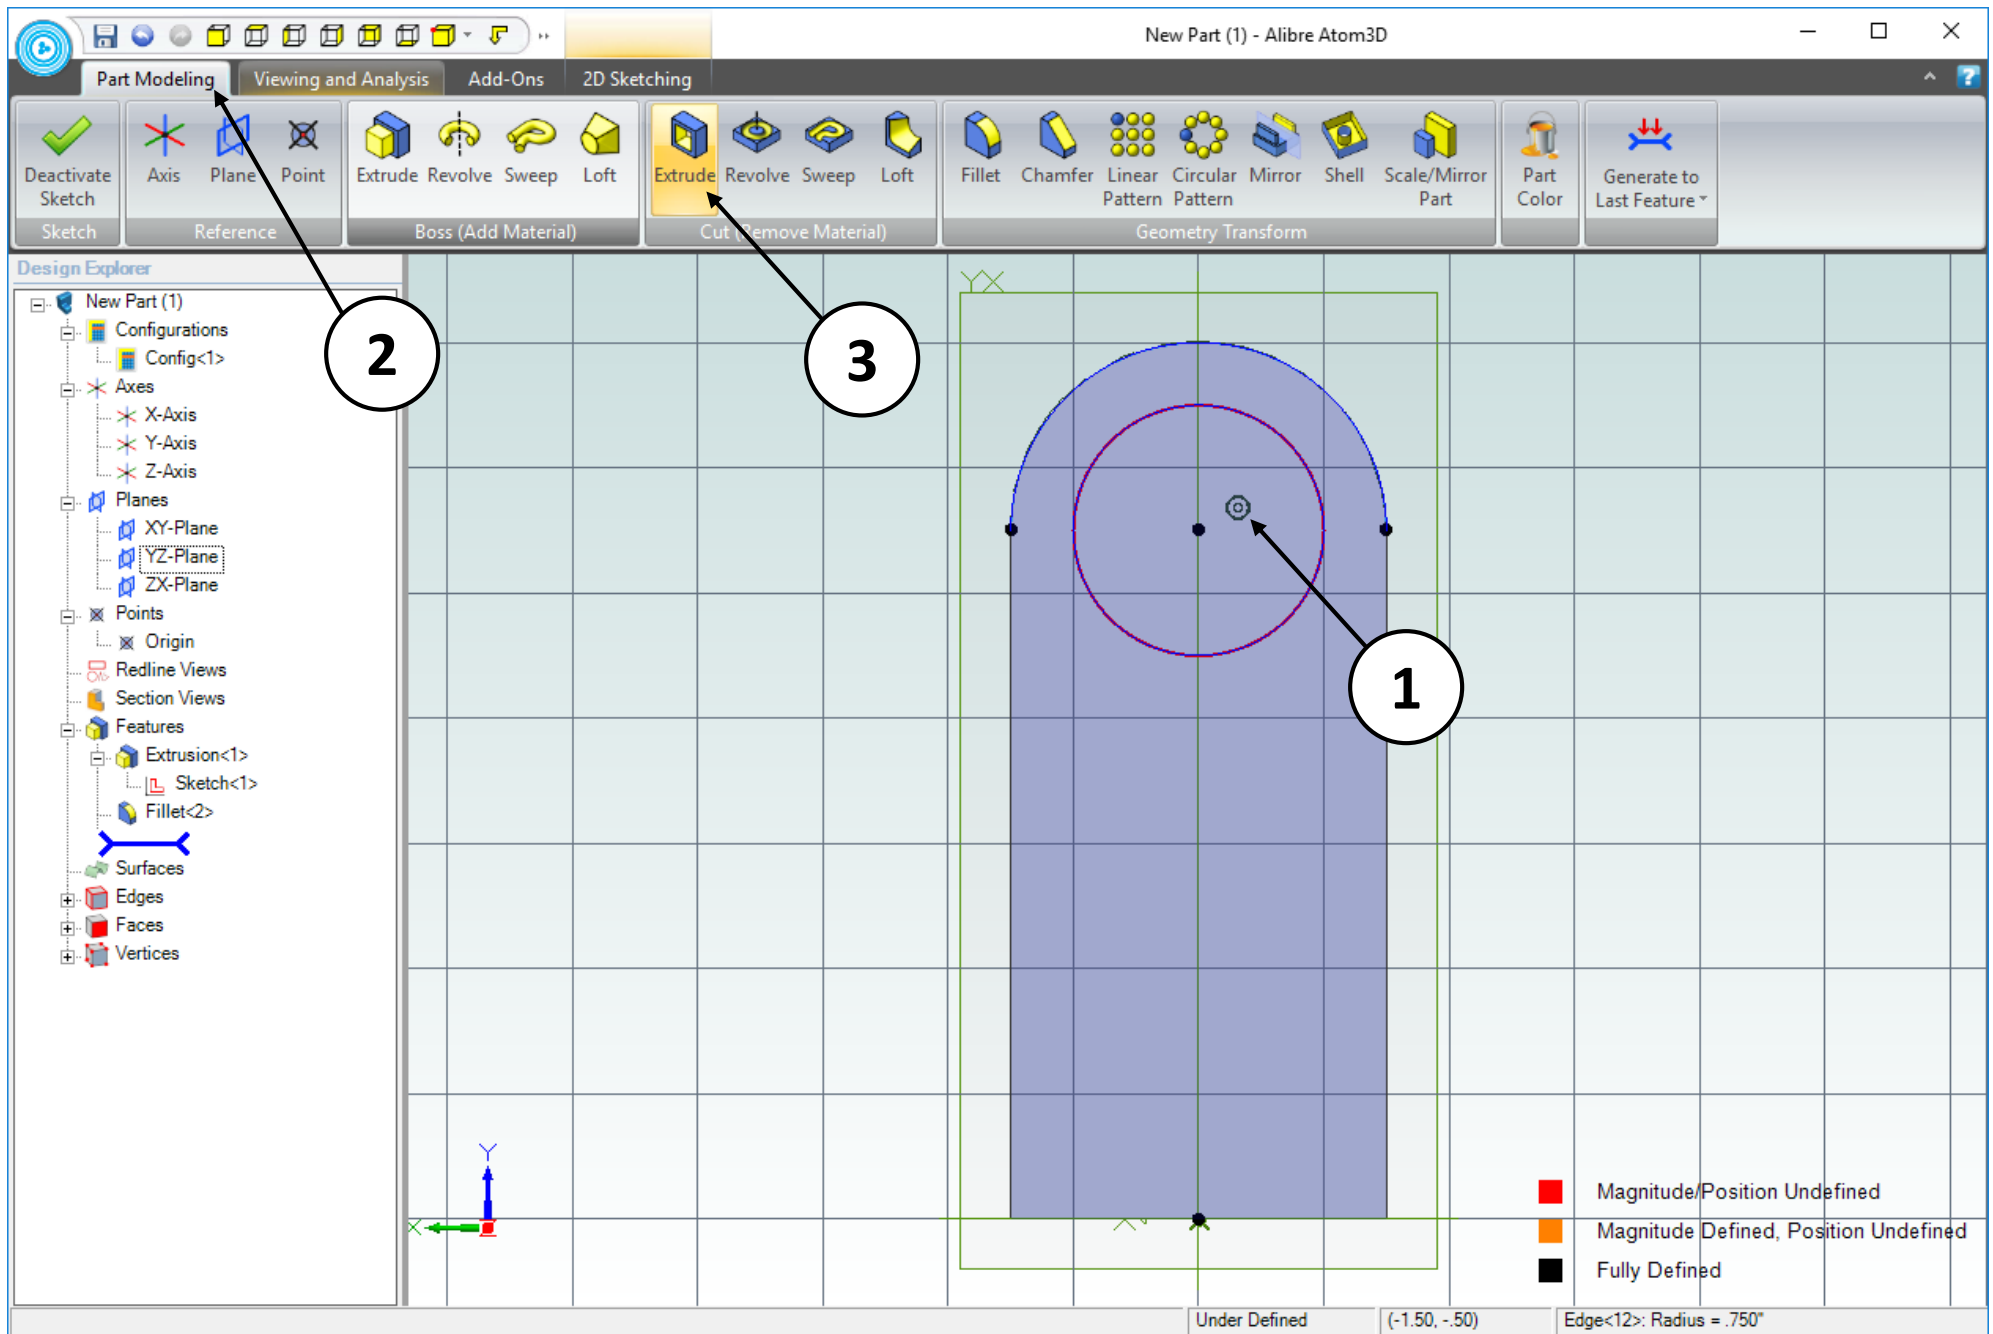 New Part (1) - Alibre Atom3D
Part Modeling
Viewing and Analysis
Add-Ons
2D Sketching
?
Deactivate
Sketch
Axis
Plane
Point
Extrude
Revolve
Sweep
Loft
Extrude
Revolve
Sweep
Loft
Fillet
Chamfer
Linear
Pattern
Circular
Pattern
Mirror
Shell
Scale/Mirror
Part
Part
Color
Generate to
Last Feature
Sketch
Reference
Boss (Add Material)
Cut (Remove Material)
Geometry Transform
Design Explorer
New Part (1)
Configurations
Config<1>
Axes
X-Axis
Y-Axis
Z-Axis
Planes
XY-Plane
YZ-Plane
ZX-Plane
Points
Origin
Redline Views
Section Views
Features
Extrusion<1>
Sketch<1>
Fillet<2>
Surfaces
Edges
Faces
Vertices
2
3
1
YX
Y
X
Magnitude/Position Undefined
Magnitude Defined, Position Undefined
Fully Defined
Under Defined
(-1.50, -.50)
Edge<12>: Radius = .750"